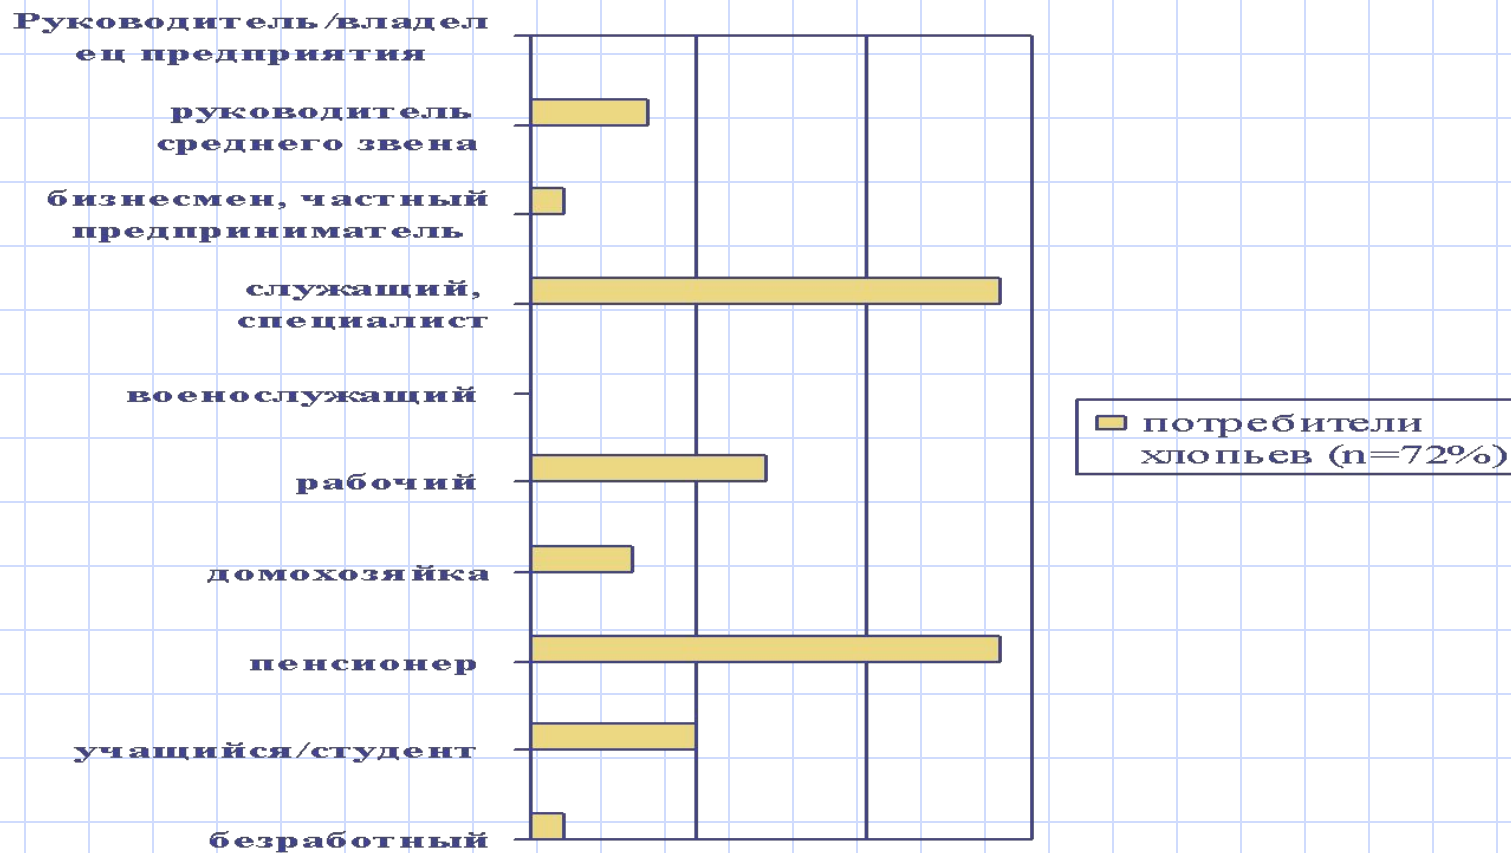 Руководитель/владел
ец предприятия
руководитель
среднего звена
бизнесмен, частный
предприниматель
служащий,
специалист
военослужащий
рабочий
домохозяйка
пенсионер
учащийся/студент
безработный
потребители
хлопьев (n=72%)